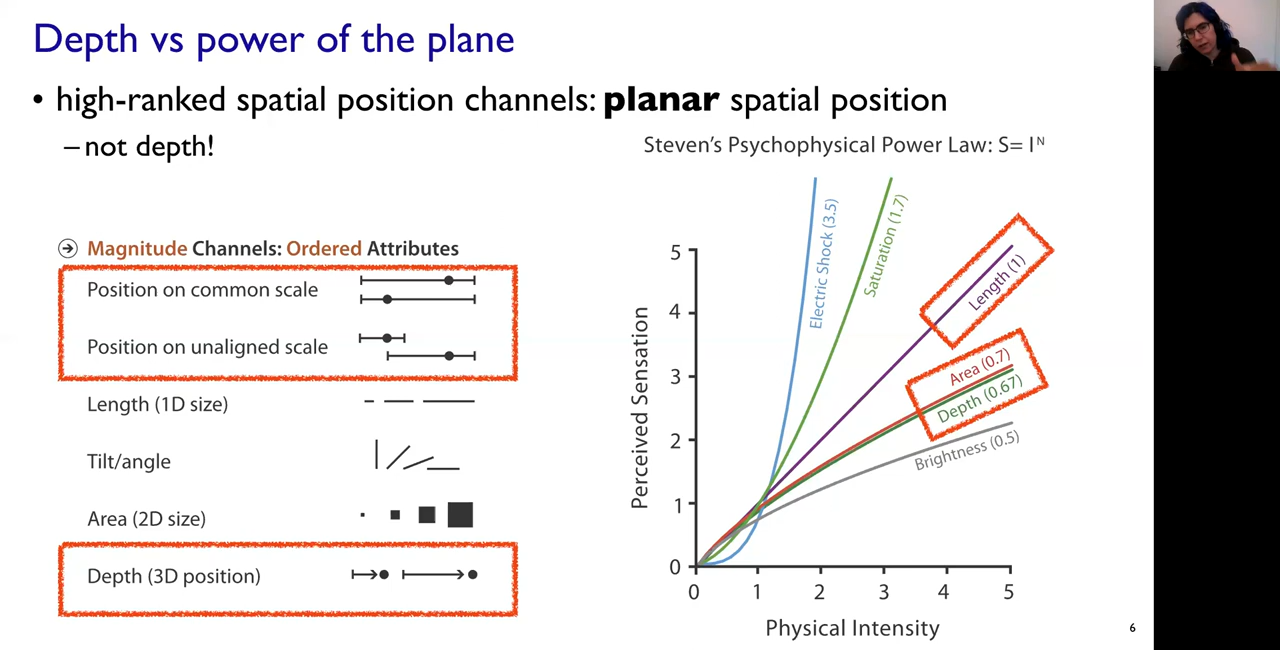 Depth vs power of the plane
• high-ranked spatial position channels: planar spatial position
– not depth!
Steven's Psychophysical Power Law: S= Iᴺ
Magnitude Channels: Ordered Attributes
Position on common scale
Position on unaligned scale
Length (1D size)
Tilt/angle
Area (2D size)
Depth (3D position)
Perceived Sensation
5
4
3
2
1
0
Electric Shock (3.5)
Saturation (1.7)
Length (1)
Area (0.7)
Depth (0.67)
Brightness (0.5)
0 1 2 3 4 5
Physical Intensity
6